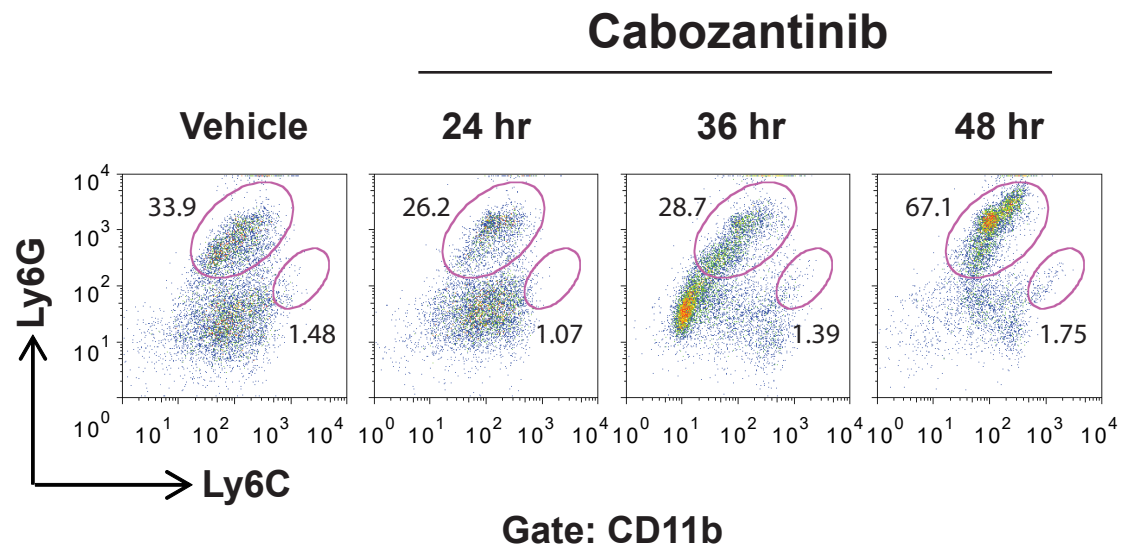 Cabozantinib
Vehicle 24 hr 36 hr 48 hr
10^4
10^3
10^2
10^1
10^0
33.9 26.2 28.7 67.1
1.48 1.07 1.39 1.75
10^1 10^2 10^3 10^4 10^0 10^1 10^2 10^3 10^4 10^0 10^1 10^2 10^3 10^4 10^0 10^1 10^2 10^3 10^4
Ly6G
Ly6C
Gate: CD11b